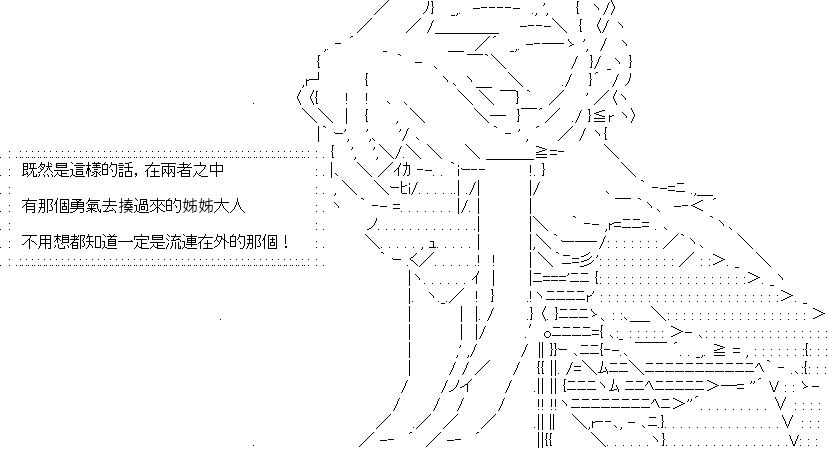 既然是這樣的話，在兩者之中
有那個勇氣去揍過來的姊姊大人
不用想都知道一定是流連在外的那個！